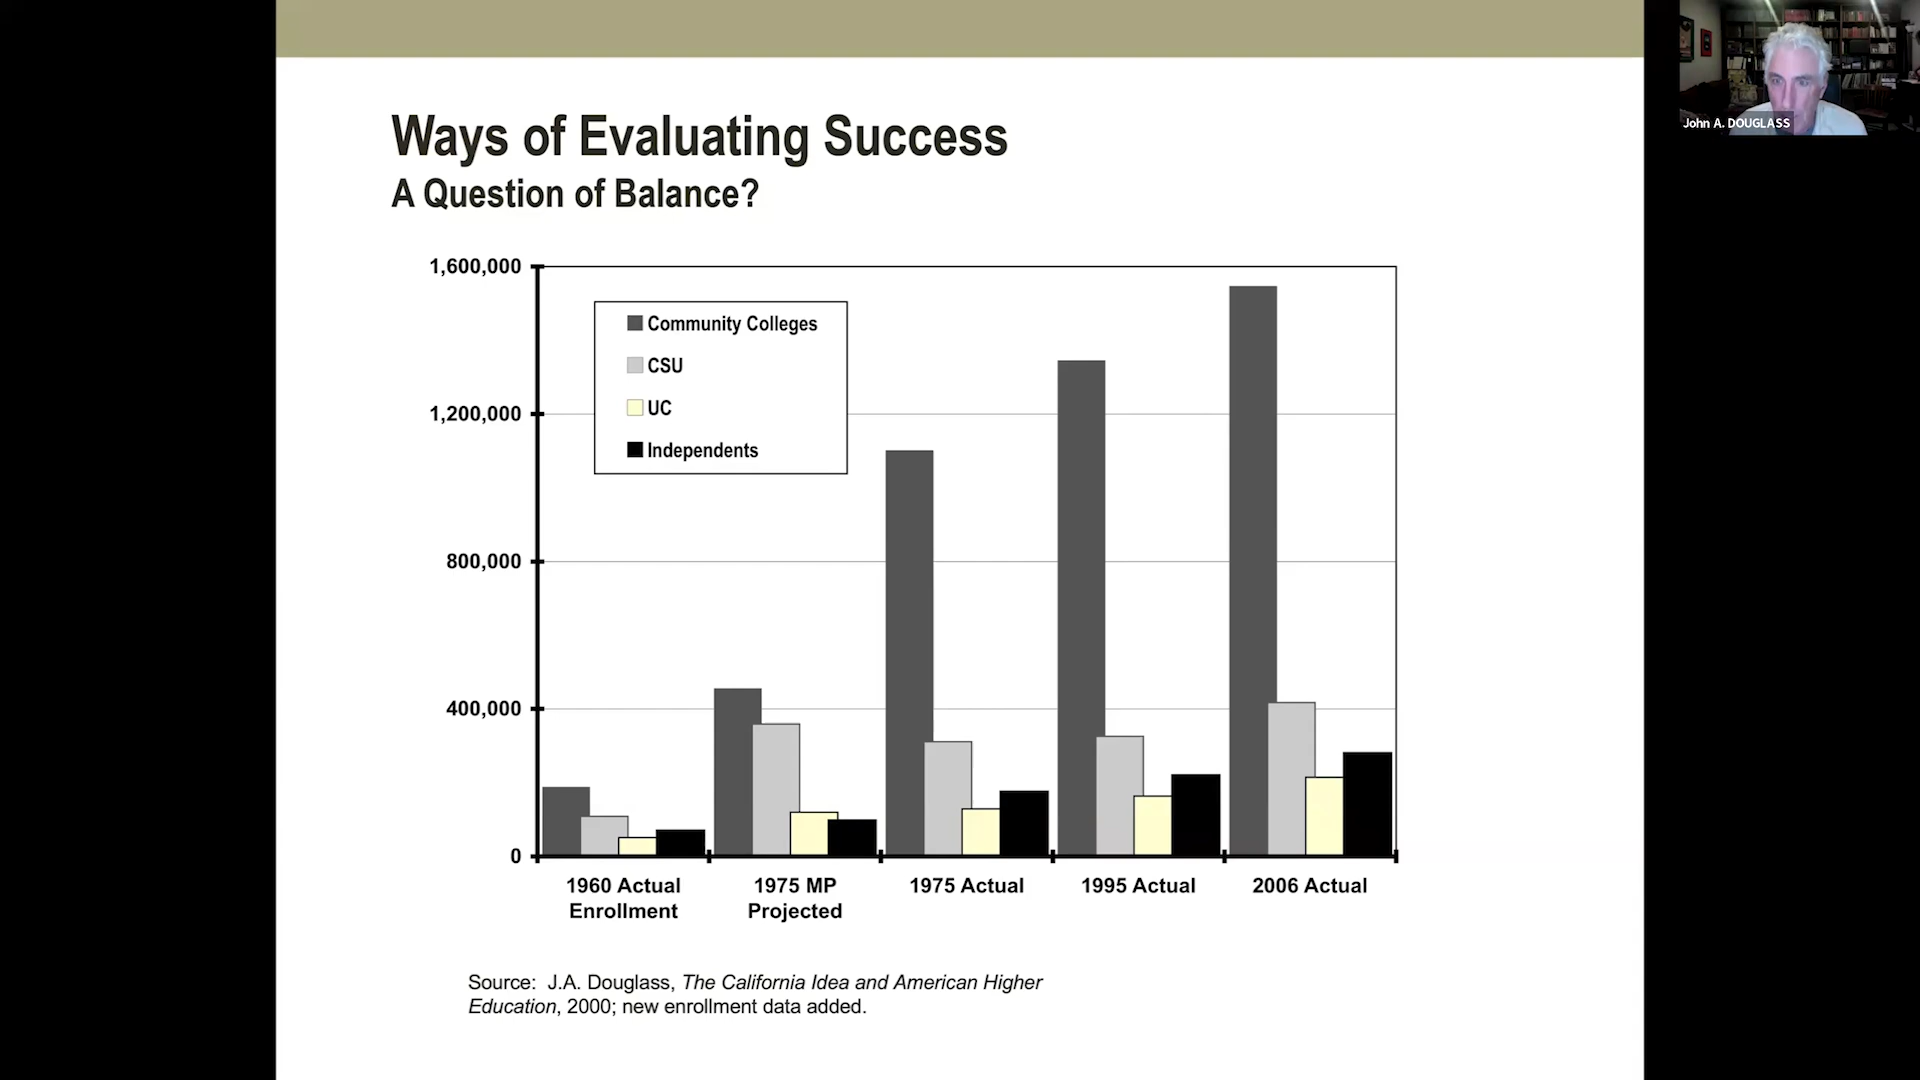 Ways of Evaluating Success
A Question of Balance?
1,600,000
1,200,000
800,000
400,000
0
Community Colleges
CSU
UC
Independents
1960 Actual
Enrollment
1975 MP
Projected
1975 Actual
1995 Actual
2006 Actual
Source: J.A. Douglass, The California Idea and American Higher
Education, 2000; new enrollment data added.
John A. DOUGLASS